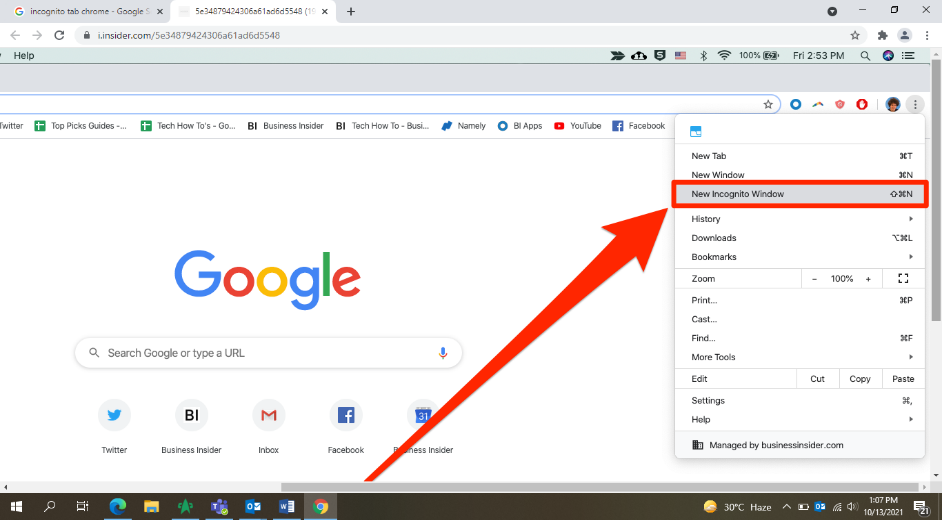 incognito tab chrome - Google S
5e34879424306a61ad6d5548 (19
i.insider.com/5e34879424306a61ad6d5548
Help
100%
Fri 2:53 PM
Twitter
Top Picks Guides -...
Tech How To's - Go...
BI Business Insider
BI Tech How To - Busi...
Namely
BI Apps
YouTube
Facebook
New Tab ⌘T
New Window ⌘N
New Incognito Window ⇧⌘N
History
Downloads ⌥⌘L
Bookmarks
Zoom - 100% +
Print... ⌘P
Cast...
Find... ⌘F
More Tools
Edit Cut Copy Paste
Settings ⌘,
Help
Managed by businessinsider.com
Google
Search Google or type a URL
BI
31
Twitter
Business Insider
Inbox
Facebook
Business Insider
30°C Haze
1:07 PM
10/13/2021
21